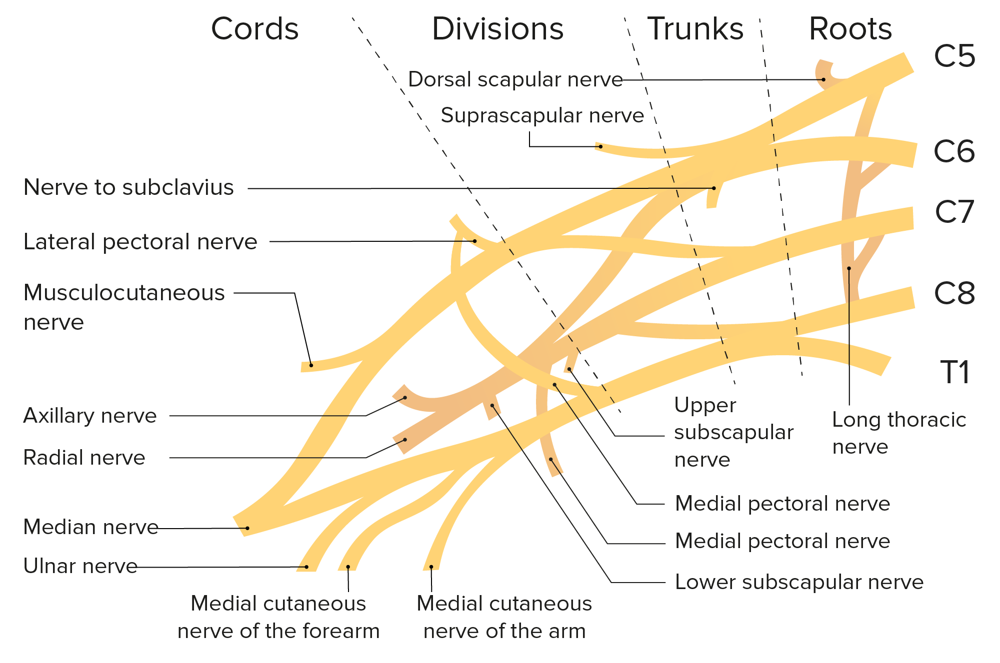 Cords
Divisions
Trunks
Roots
C5
Dorsal scapular nerve
Suprascapular nerve
C6
Nerve to subclavius
C7
Lateral pectoral nerve
Musculocutaneous
nerve
C8
T1
Axillary nerve
Radial nerve
Upper
subscapular
nerve
Long thoracic
nerve
Medial pectoral nerve
Median nerve
Medial pectoral nerve
Ulnar nerve
Lower subscapular nerve
Medial cutaneous
nerve of the forearm
Medial cutaneous
nerve of the arm